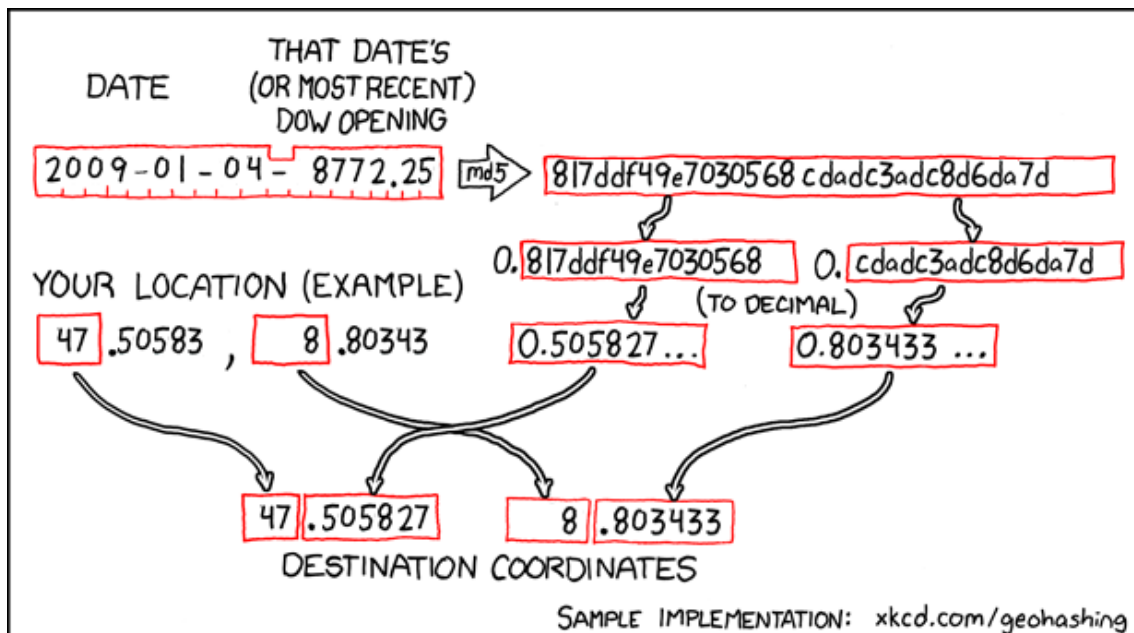 DATE
THAT DATE'S
(OR MOST RECENT)
DOW OPENING
2009-01-04-8772.25
md5
817ddf49e7030568cdadc3adc8d6da7d
0.817ddf49e7030568
0.cdadc3adc8d6da7d
(TO DECIMAL)
0.505827...
0.803433...
YOUR LOCATION (EXAMPLE)
47.50583, 8.80343
47.505827 8.803433
DESTINATION COORDINATES
SAMPLE IMPLEMENTATION: xkcd.com/geohashing